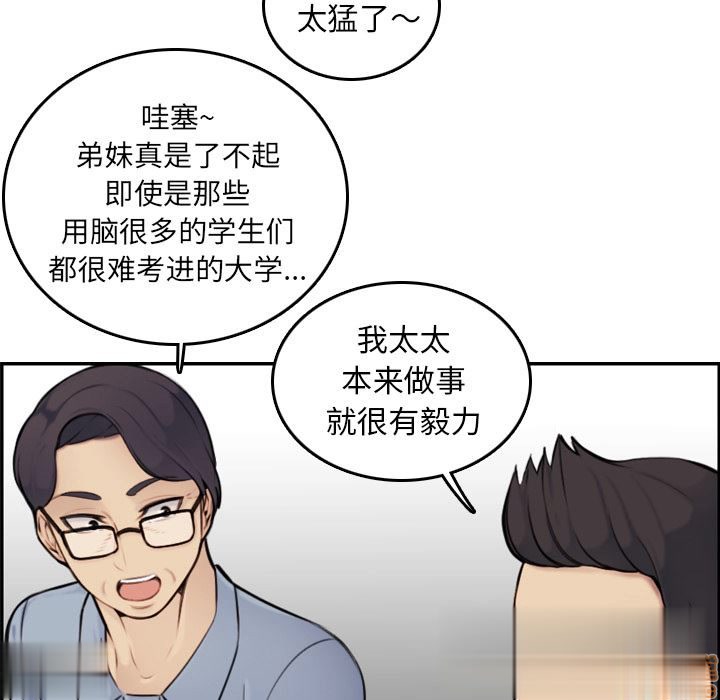 太猛了～
哇塞~
弟妹真是了不起
即使是那些
用脑很多的学生们
都很难考进的大学...
我太太
本来做事
就很有毅力